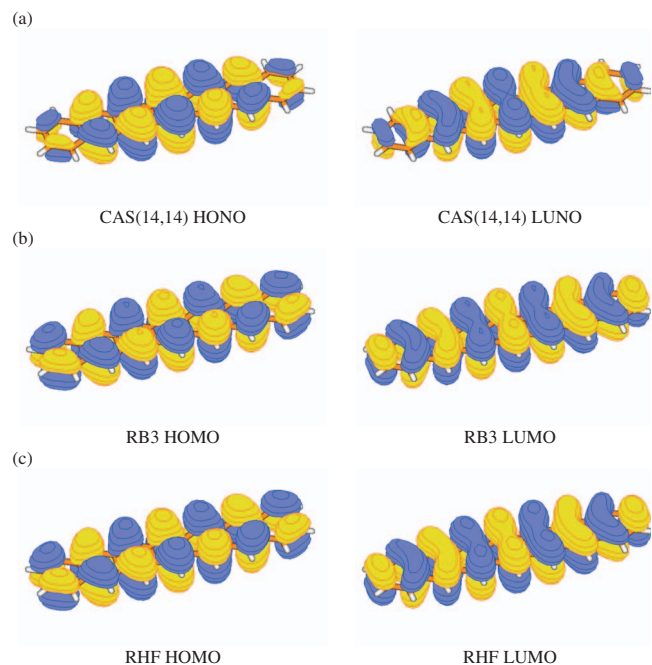 (a)
CAS(14,14) HONO
CAS(14,14) LUNO
(b)
RB3 HOMO
RB3 LUMO
(c)
RHF HOMO
RHF LUMO